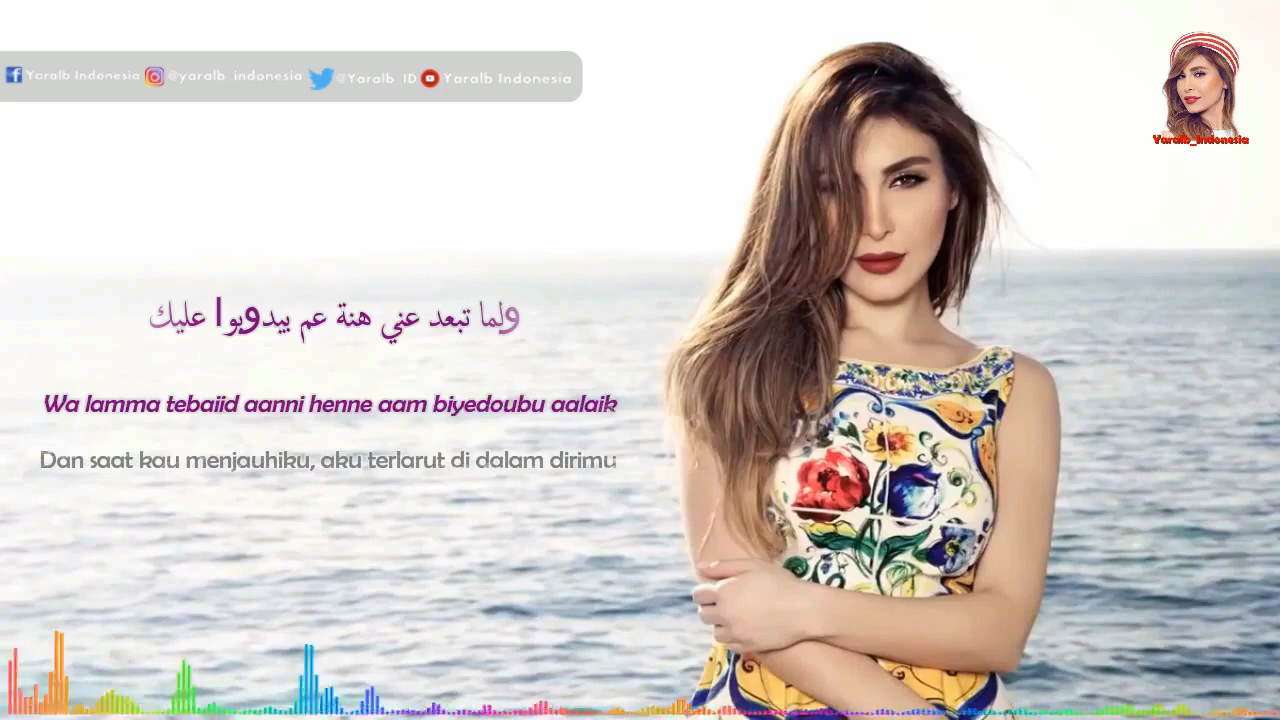 Yaralb Indonesia @yaralb_indonesia @Yaralb_ID Yaralb Indonesia
Yaralb_Indonesia
ولما تبعد عني هنة عم بيدوبوا عليك
Wa lamma tebaiid aanni henne aam biyedoubu aalaik
Dan saat kau menjauhiku, aku terlarut di dalam dirimu